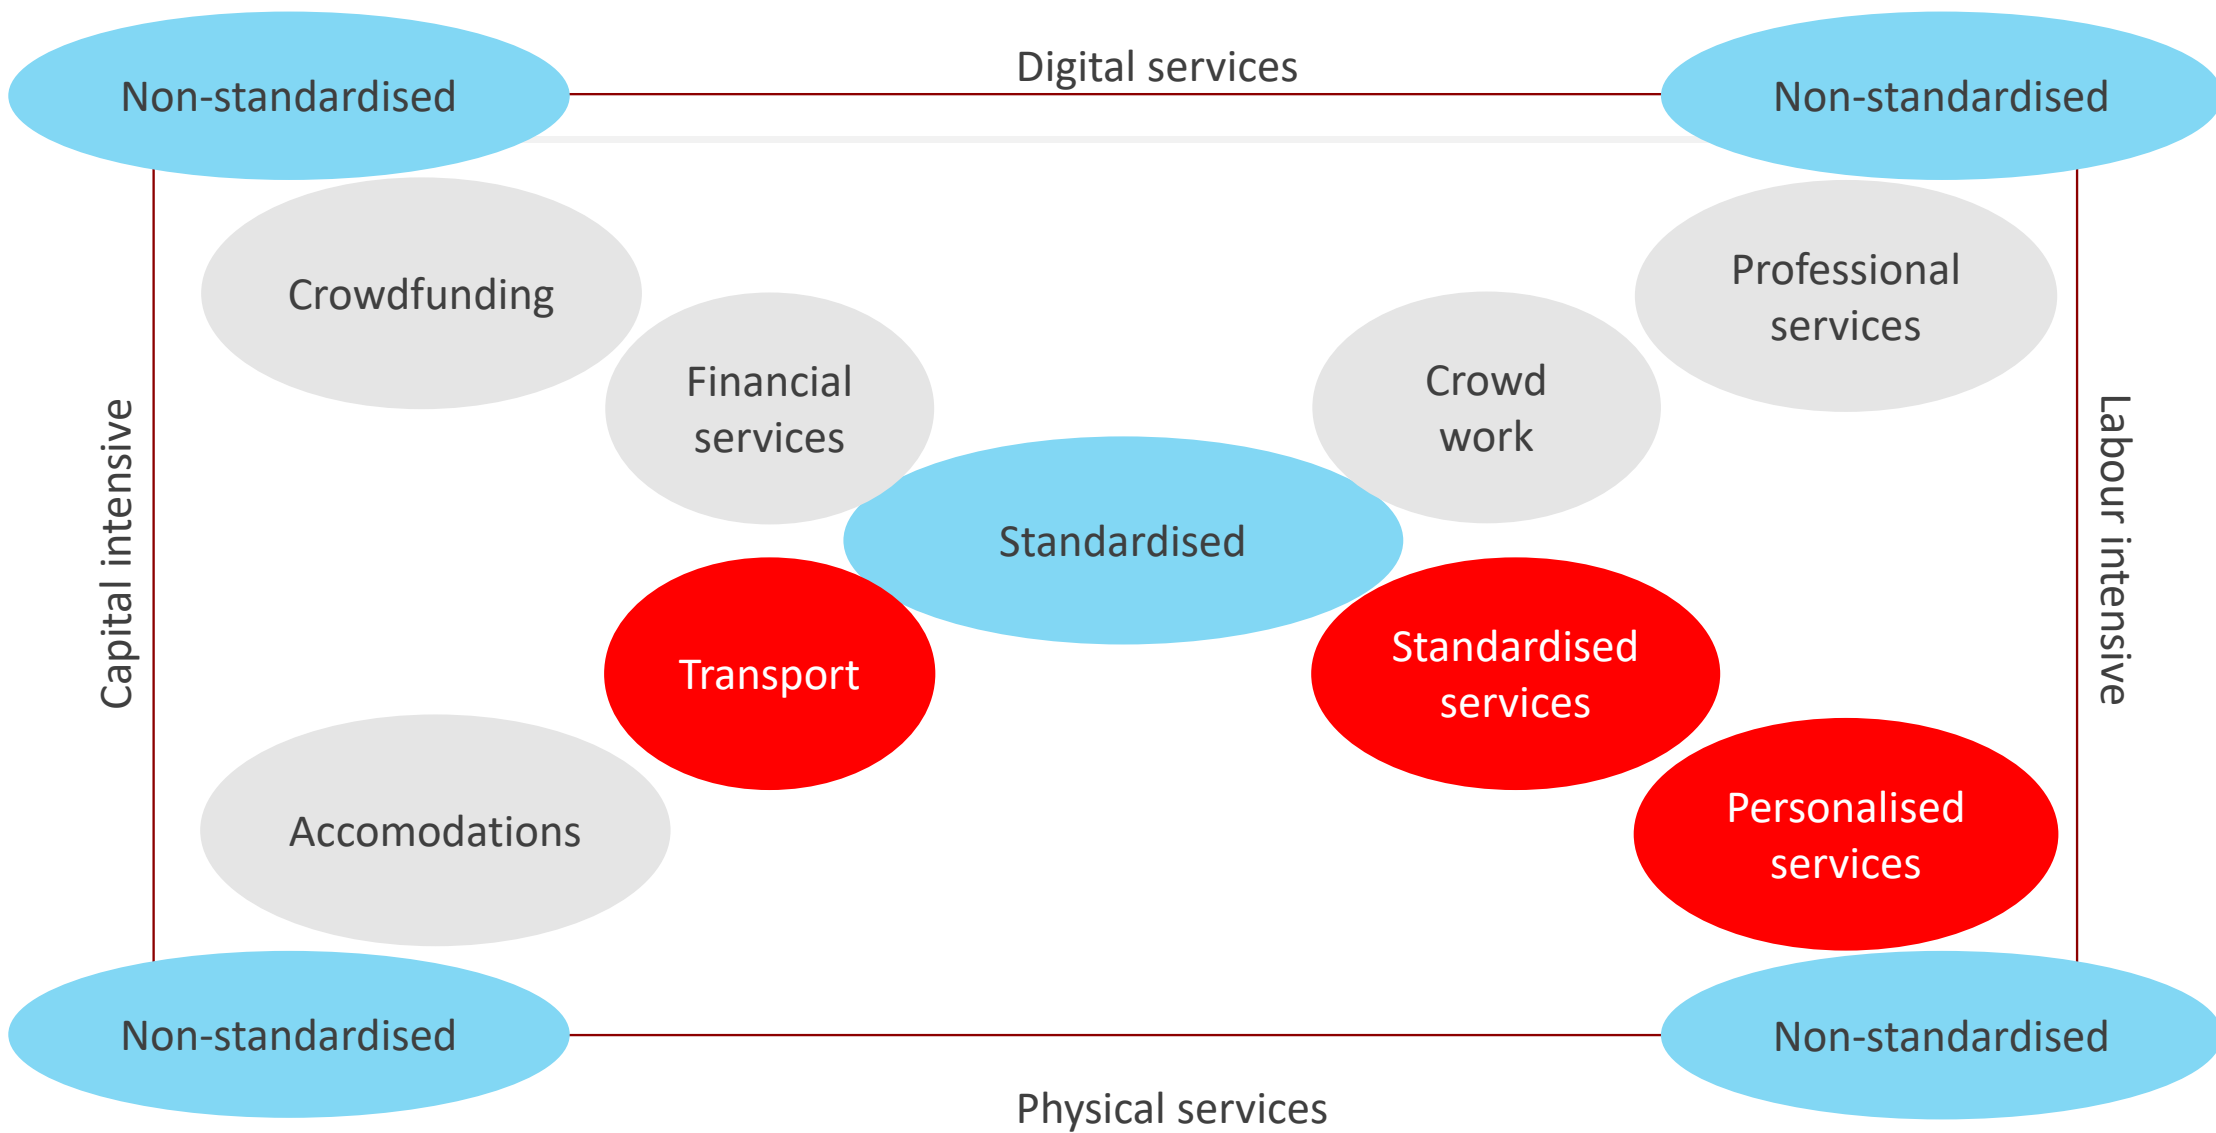 Digital services
Non-standardised
Non-standardised
Crowdfunding
Professional
services
Financial
services
Crowd
work
Capital intensive
Labour intensive
Standardised
Transport
Standardised
services
Accomodations
Personalised
services
Non-standardised
Non-standardised
Physical services